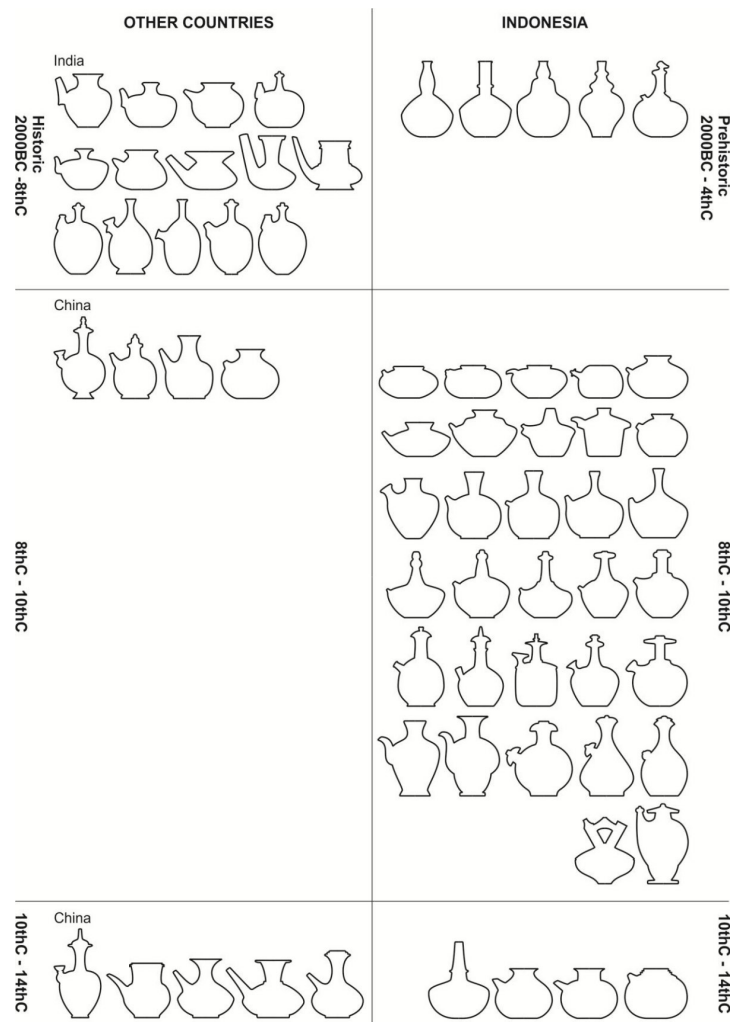 OTHER COUNTRIES
INDONESIA
India
Historic
2000BC -8thC
Prehistoric
2000BC - 4thC
China
8thC - 10thC
8thC - 10thC
China
10thC - 14thC
10thC - 14thC